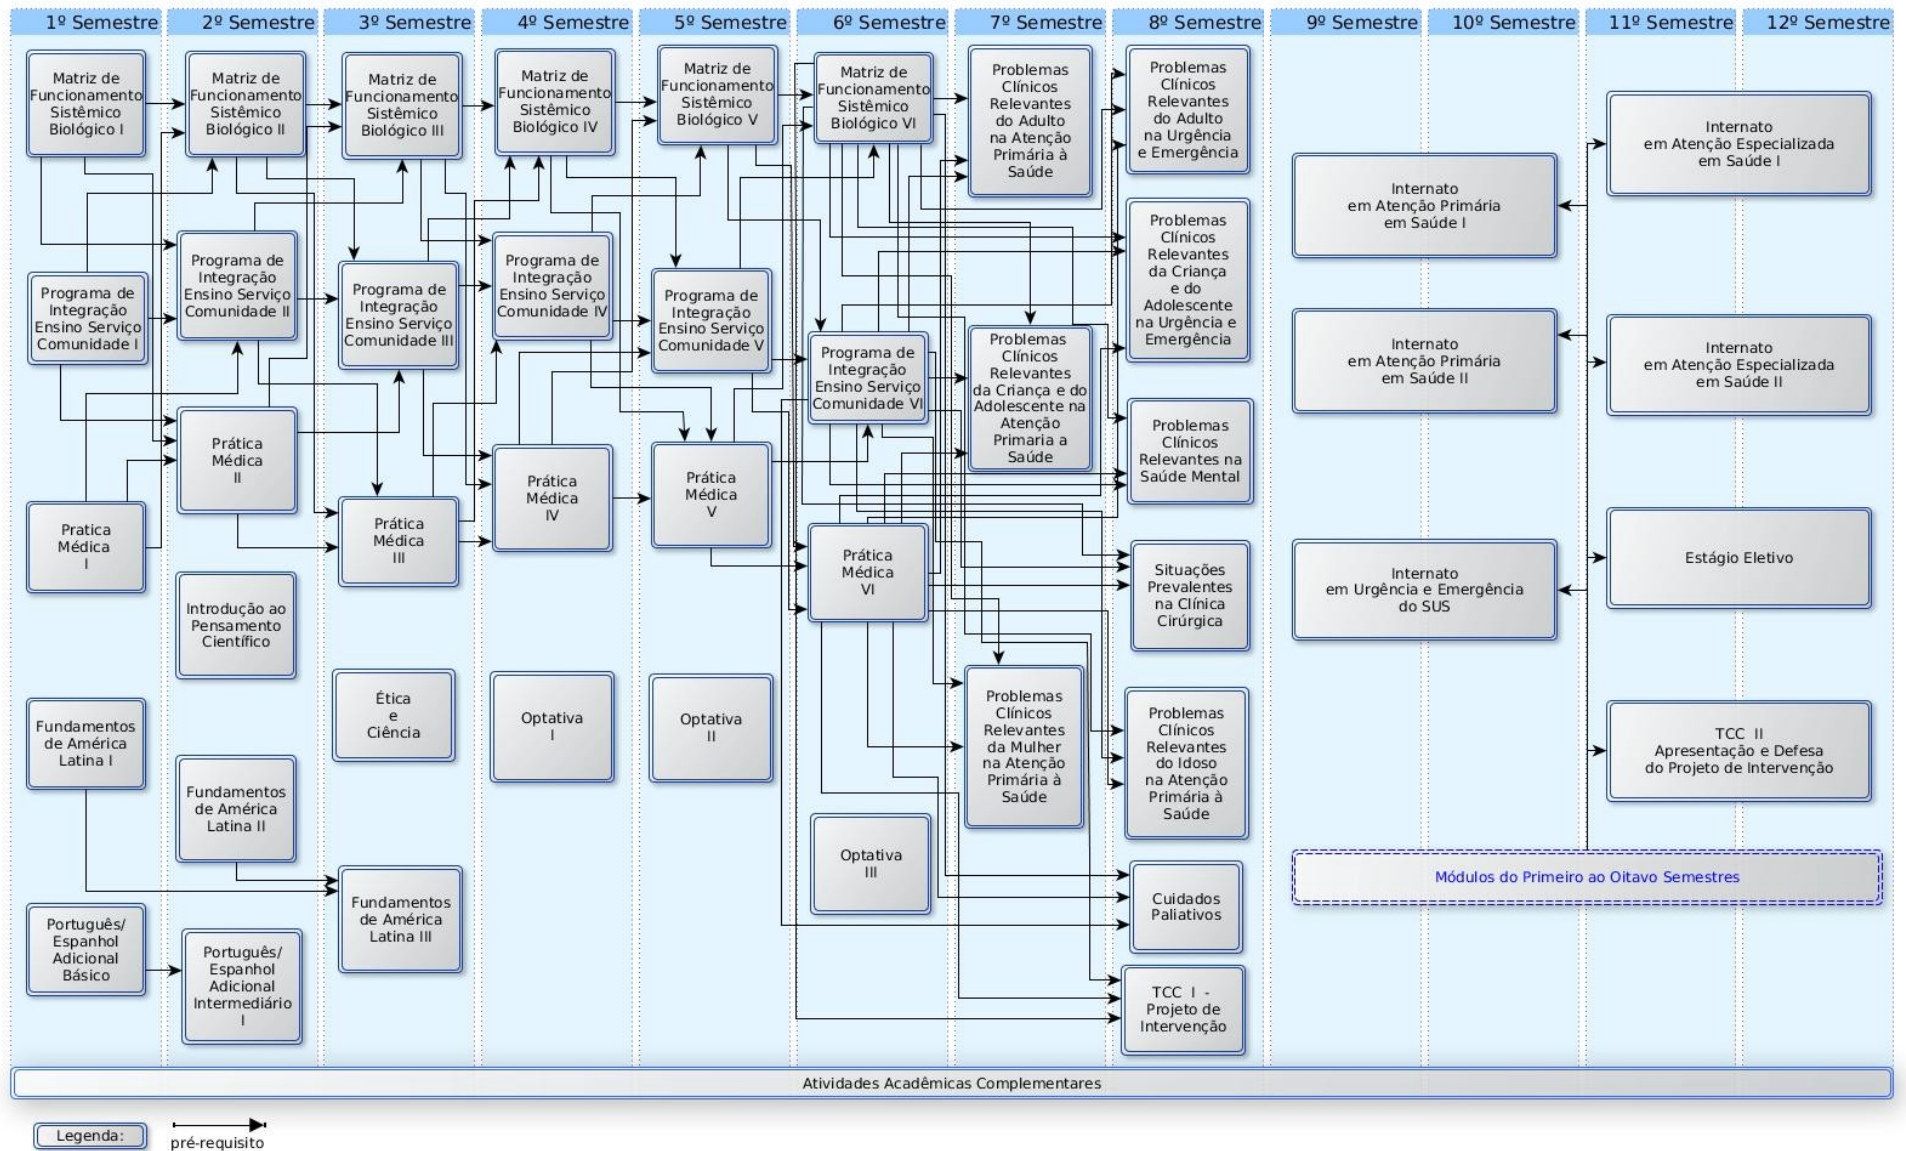 1º Semestre
2º Semestre
3º Semestre
4º Semestre
5º Semestre
6º Semestre
7º Semestre
8º Semestre
9º Semestre
10º Semestre
11º Semestre
12º Semestre
Matriz de
Funcionamento
Sistêmico
Biológico I
Programa de
Integração
Ensino Serviço
Comunidade I
Pratica
Médica
I
Fundamentos
de América
Latina I
Português/
Espanhol
Adicional
Básico
Matriz de
Funcionamento
Sistêmico
Biológico II
Programa de
Integração
Ensino Serviço
Comunidade II
Prática
Médica
II
Introdução ao
Pensamento
Científico
Fundamentos
de América
Latina II
Português/
Espanhol
Adicional
Intermediário
I
Matriz de
Funcionamento
Sistêmico
Biológico III
Programa de
Integração
Ensino Serviço
Comunidade III
Prática
Médica
III
Ética
e
Ciência
Fundamentos
de América
Latina III
Matriz de
Funcionamento
Sistêmico
Biológico IV
Programa de
Integração
Ensino Serviço
Comunidade IV
Prática
Médica
IV
Optativa
I
Matriz de
Funcionamento
Sistêmico
Biológico V
Programa de
Integração
Ensino Serviço
Comunidade V
Prática
Médica
V
Optativa
II
Matriz de
Funcionamento
Sistêmico
Biológico VI
Programa de
Integração
Ensino Serviço
Comunidade VI
Prática
Médica
VI
Optativa
III
Problemas
Clínicos
Relevantes
do Adulto
na Atenção
Primária à
Saúde
Problemas
Clínicos
Relevantes
da Criança e do
Adolescente na
Atenção
Primaria a
Saúde
Problemas
Clínicos
Relevantes
da Mulher
na Atenção
Primária à
Saúde
Problemas
Clínicos
Relevantes
do Adulto
na Urgência
e Emergência
Problemas
Clínicos
Relevantes
da Criança
e do
Adolescente
na Urgência e
Emergência
Problemas
Clínicos
Relevantes na
Saúde Mental
Situações
Prevalentes
na Clínica
Cirúrgica
Problemas
Clínicos
Relevantes
do Idoso
na Atenção
Primária à
Saúde
Cuidados
Paliativos
TCC I -
Projeto de
Intervenção
Internato
em Atenção Primária
em Saúde I
Internato
em Atenção Primária
em Saúde II
Internato
em Urgência e Emergência
do SUS
Internato
em Atenção Especializada
em Saúde I
Internato
em Atenção Especializada
em Saúde II
Estágio Eletivo
TCC II
Apresentação e Defesa
do Projeto de Intervenção
Módulos do Primeiro ao Oitavo Semestres
Atividades Acadêmicas Complementares
Legenda:
pré-requisito